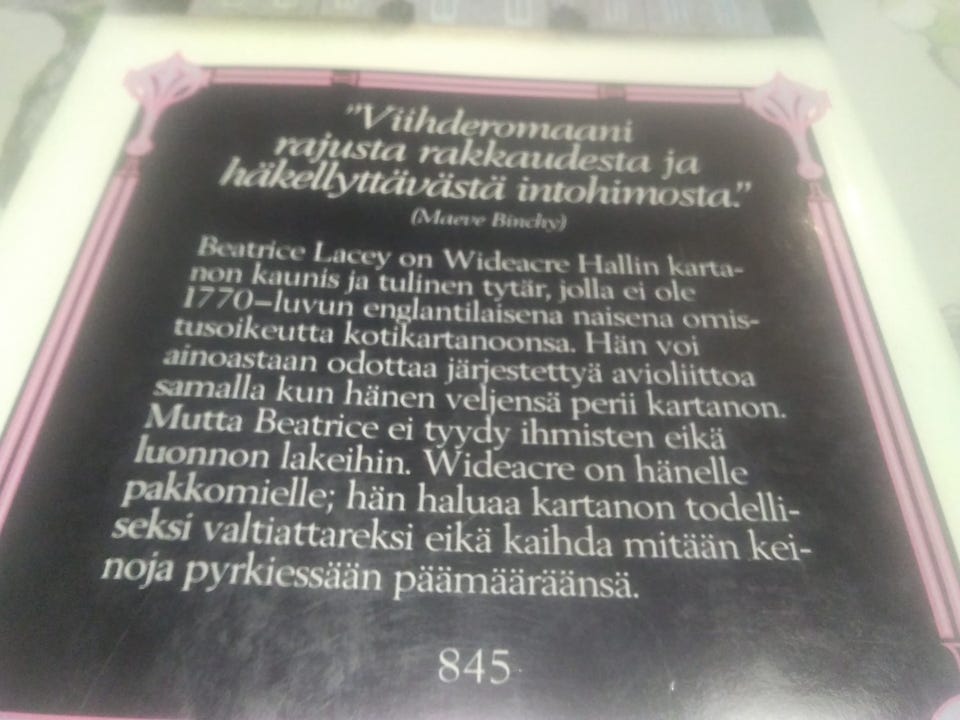 "Viihderomaani
rajusta rakkaudesta ja
häkellyttävästä intohimosta."
(Maeve Binchy)
Beatrice Lacey on Wideacre Hallin karta-
non kaunis ja tulinen tytär, jolla ei ole
1770–luvun englantilaisena naisena omis-
tusoikeutta kotikartanoonsa. Hän voi
ainoastaan odottaa järjestettyä avioliittoa
samalla kun hänen veljensä perii kartanon.
Mutta Beatrice ei tyydy ihmisten eikä
luonnon lakeihin. Wideacre on hänelle
pakkomielle; hän haluaa kartanon todelli-
seksi valtiattareksi eikä kaihda mitään kei-
noja pyrkiessään päämääräänsä.
845